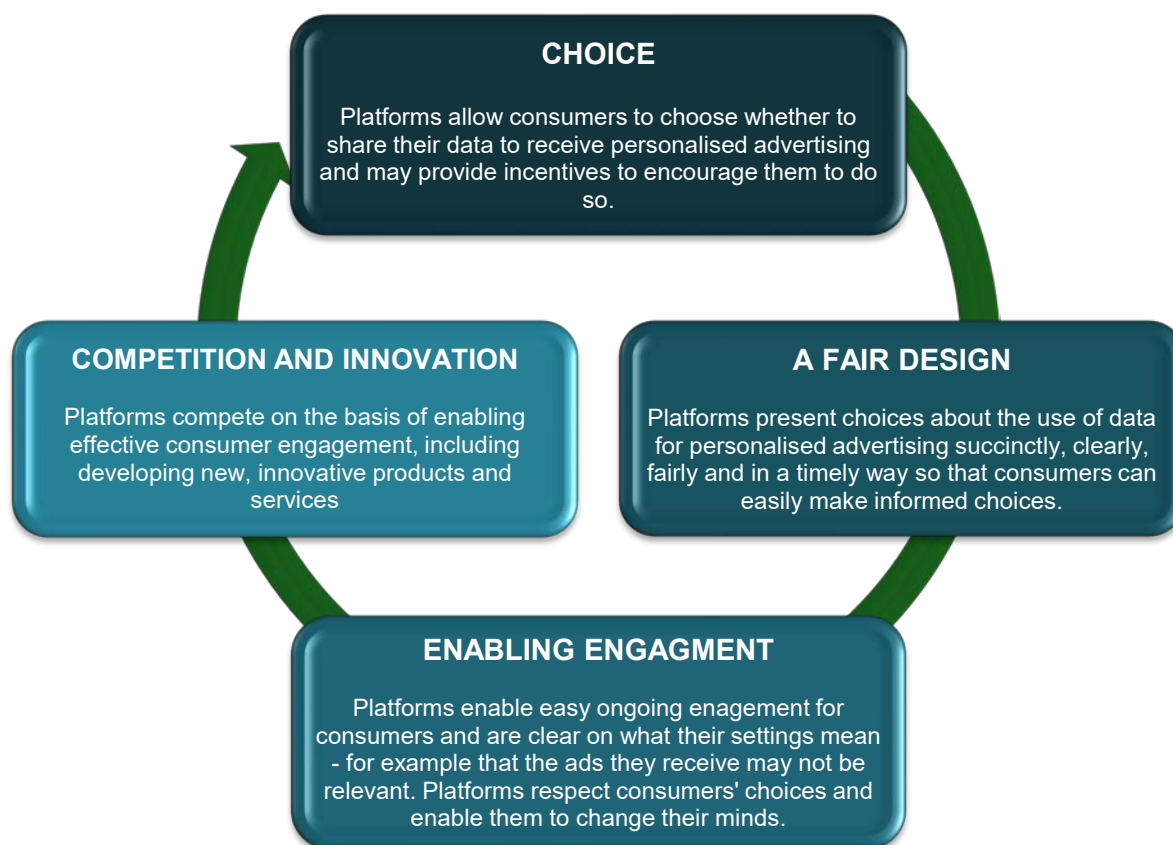 CHOICE
Platforms allow consumers to choose whether to
share their data to receive personalised advertising
and may provide incentives to encourage them to do
so.
A FAIR DESIGN
Platforms present choices about the use of data
for personalised advertising succinctly, clearly,
fairly and in a timely way so that consumers can
easily make informed choices.
ENABLING ENGAGMENT
Platforms enable easy ongoing enagement for
consumers and are clear on what their settings mean
- for example that the ads they receive may not be
relevant. Platforms respect consumers' choices and
enable them to change their minds.
COMPETITION AND INNOVATION
Platforms compete on the basis of enabling
effective consumer engagement, including
developing new, innovative products and
services